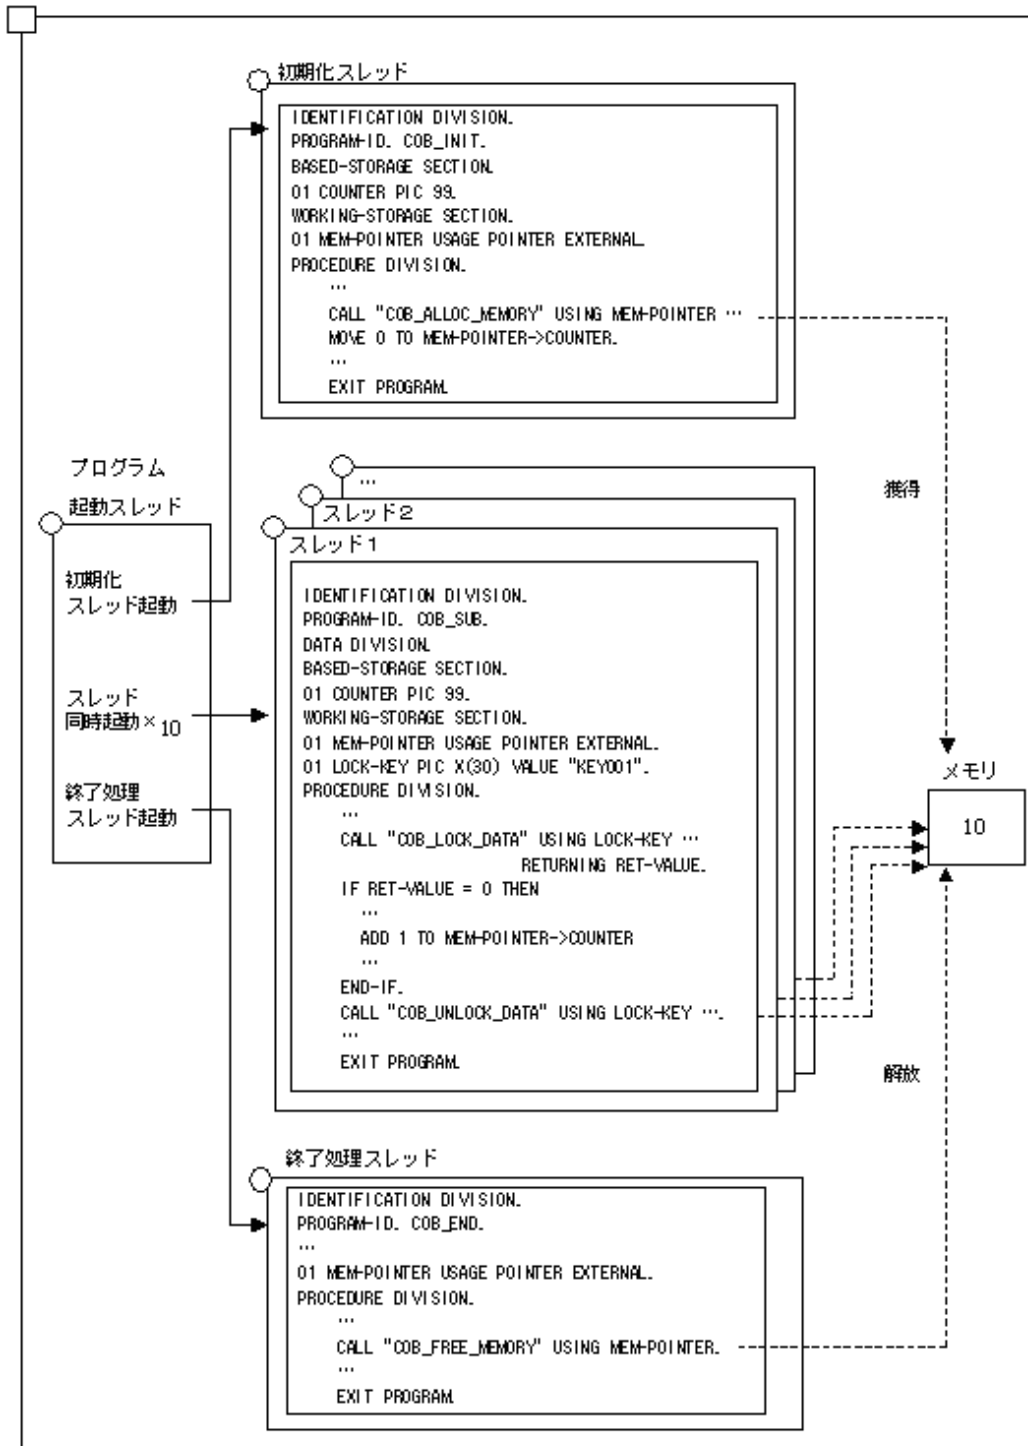 初期化スレッド
IDENTIFICATION DIVISION.
PROGRAM-ID. COB_INIT.
BASED-STORAGE SECTION.
01 COUNTER PIC 99.
WORKING-STORAGE SECTION.
01 MEM-POINTER USAGE POINTER EXTERNAL.
PROCEDURE DIVISION.
…
CALL "COB_ALLOC_MEMORY" USING MEM-POINTER …
MOVE 0 TO MEM-POINTER->COUNTER.
…
EXIT PROGRAM.
プログラム
起動スレッド
初期化
スレッド起動
スレッド
同時起動×10
終了処理
スレッド起動
…
スレッド2
スレッド1
IDENTIFICATION DIVISION.
PROGRAM-ID. COB_SUB.
DATA DIVISION.
BASED-STORAGE SECTION.
01 COUNTER PIC 99.
WORKING-STORAGE SECTION.
01 MEM-POINTER USAGE POINTER EXTERNAL.
01 LOCK-KEY PIC X(30) VALUE "KEY001".
PROCEDURE DIVISION.
…
CALL "COB_LOCK_DATA" USING LOCK-KEY …
RETURNING RET-VALUE.
IF RET-VALUE = 0 THEN
…
ADD 1 TO MEM-POINTER->COUNTER
…
END-IF.
CALL "COB_UNLOCK_DATA" USING LOCK-KEY ….
…
EXIT PROGRAM.
獲得
メモリ
10
解放
終了処理スレッド
IDENTIFICATION DIVISION.
PROGRAM-ID. COB_END.
…
01 MEM-POINTER USAGE POINTER EXTERNAL.
PROCEDURE DIVISION.
…
CALL "COB_FREE_MEMORY" USING MEM-POINTER.
…
EXIT PROGRAM.